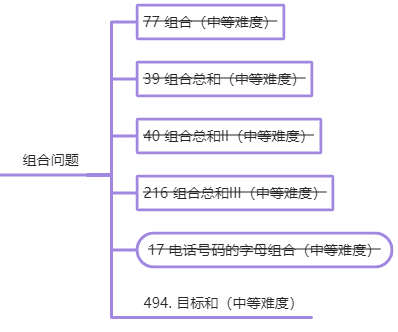 77 组合（中等难度）
39 组合总和（中等难度）
40 组合总和II（中等难度）
组合问题
216 组合总和III（中等难度）
17 电话号码的字母组合（中等难度）
494. 目标和（中等难度）